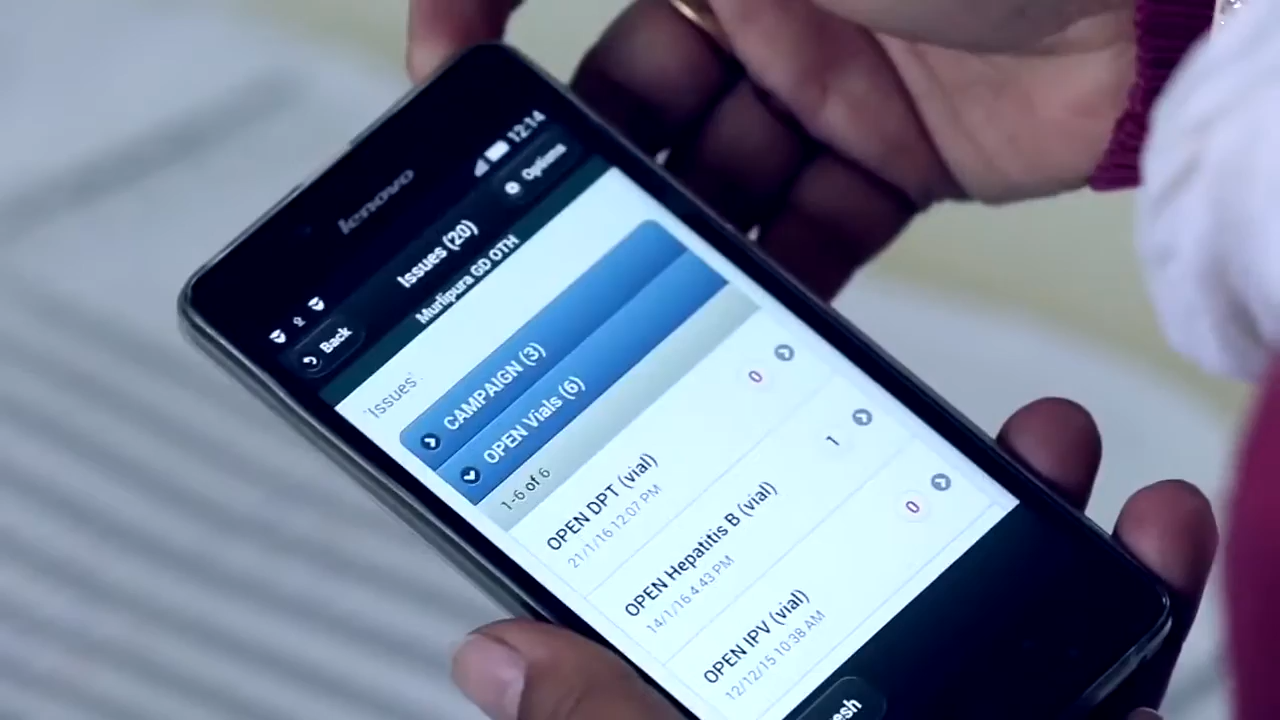 lenovo
12:14
Back
Issues (20)
Options
Murlipura GD OTH
'Issues'
CAMPAIGN (3)
OPEN Vials (6)
1-6 of 6
OPEN DPT (vial)
21/1/16 12:07 PM
0
OPEN Hepatitis B (vial)
14/1/16 4:43 PM
1
OPEN IPV (vial)
12/12/15 10:38 AM
0